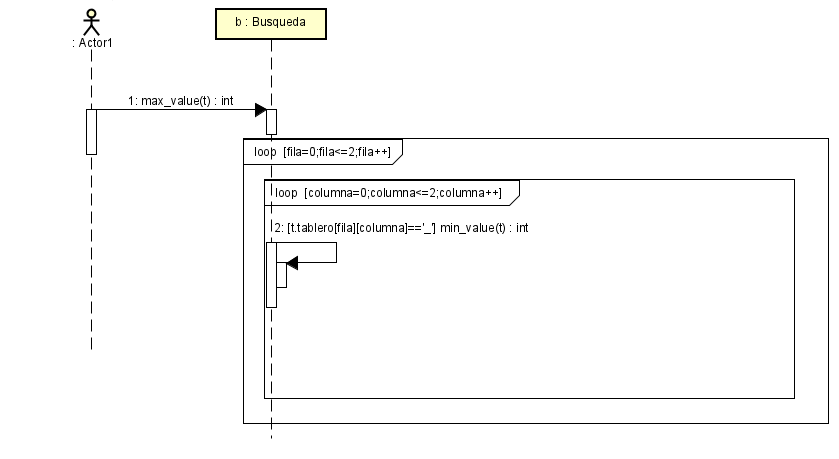 : Actor1
b : Busqueda
1: max_value(t) : int
loop [fila=0;fila<=2;fila++]
loop [columna=0;columna<=2;columna++]
2: [t.tablero[fila][columna]=='_'] min_value(t) : int